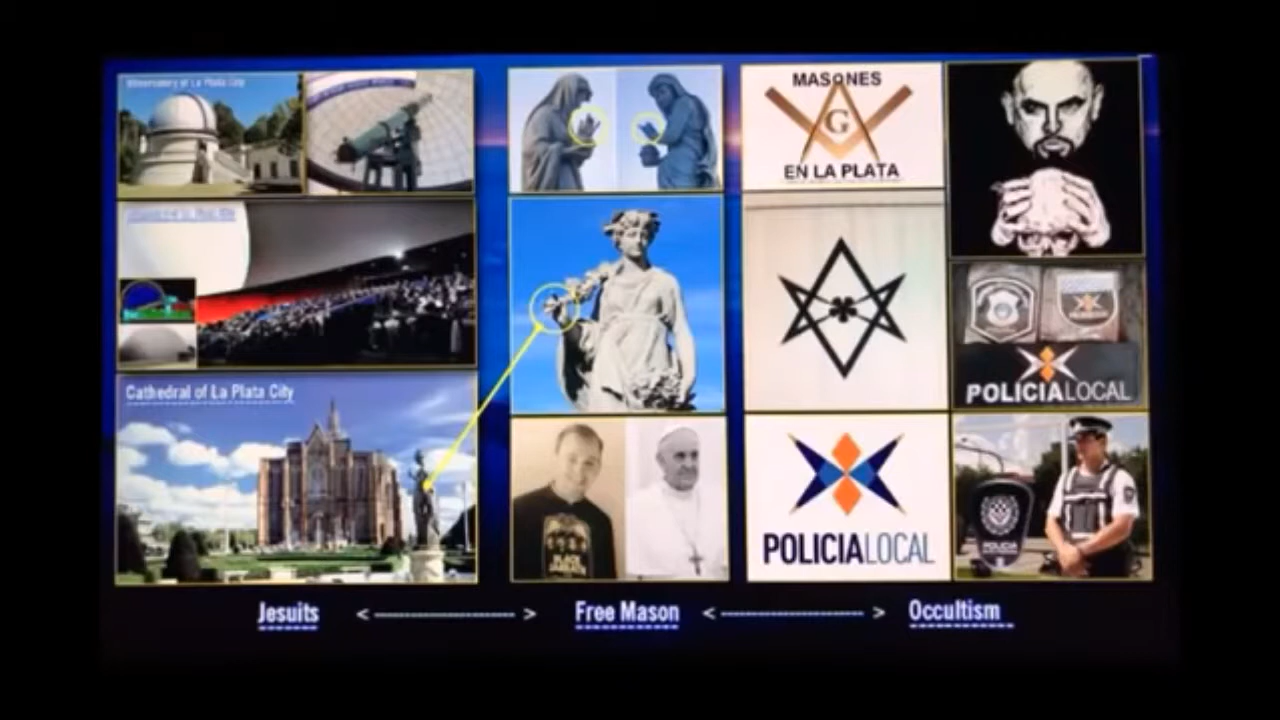 Observatory of La Plata City
Cathedral of La Plata City
MASONES
G
EN LA PLATA
POLICIALOCAL
POLICIALOCAL
POLICIA
Jesuits <------------------> Free Mason <------------------> Occultism